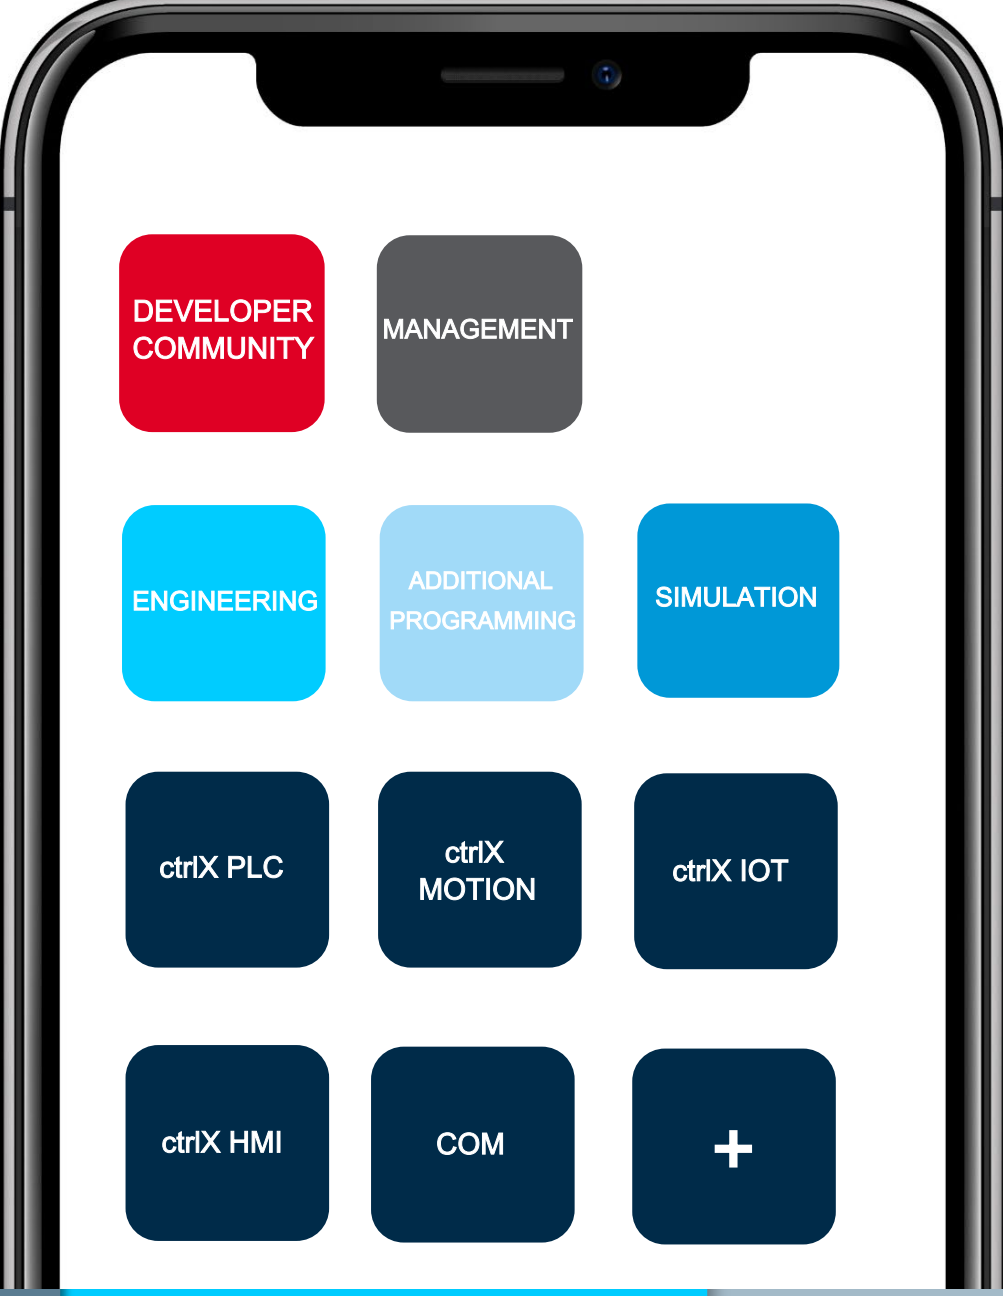 DEVELOPER
COMMUNITY
MANAGEMENT
ENGINEERING
ADDITIONAL
PROGRAMMING
SIMULATION
ctrlX PLC
ctrlX
MOTION
ctrlX IOT
ctrlX HMI
COM
+